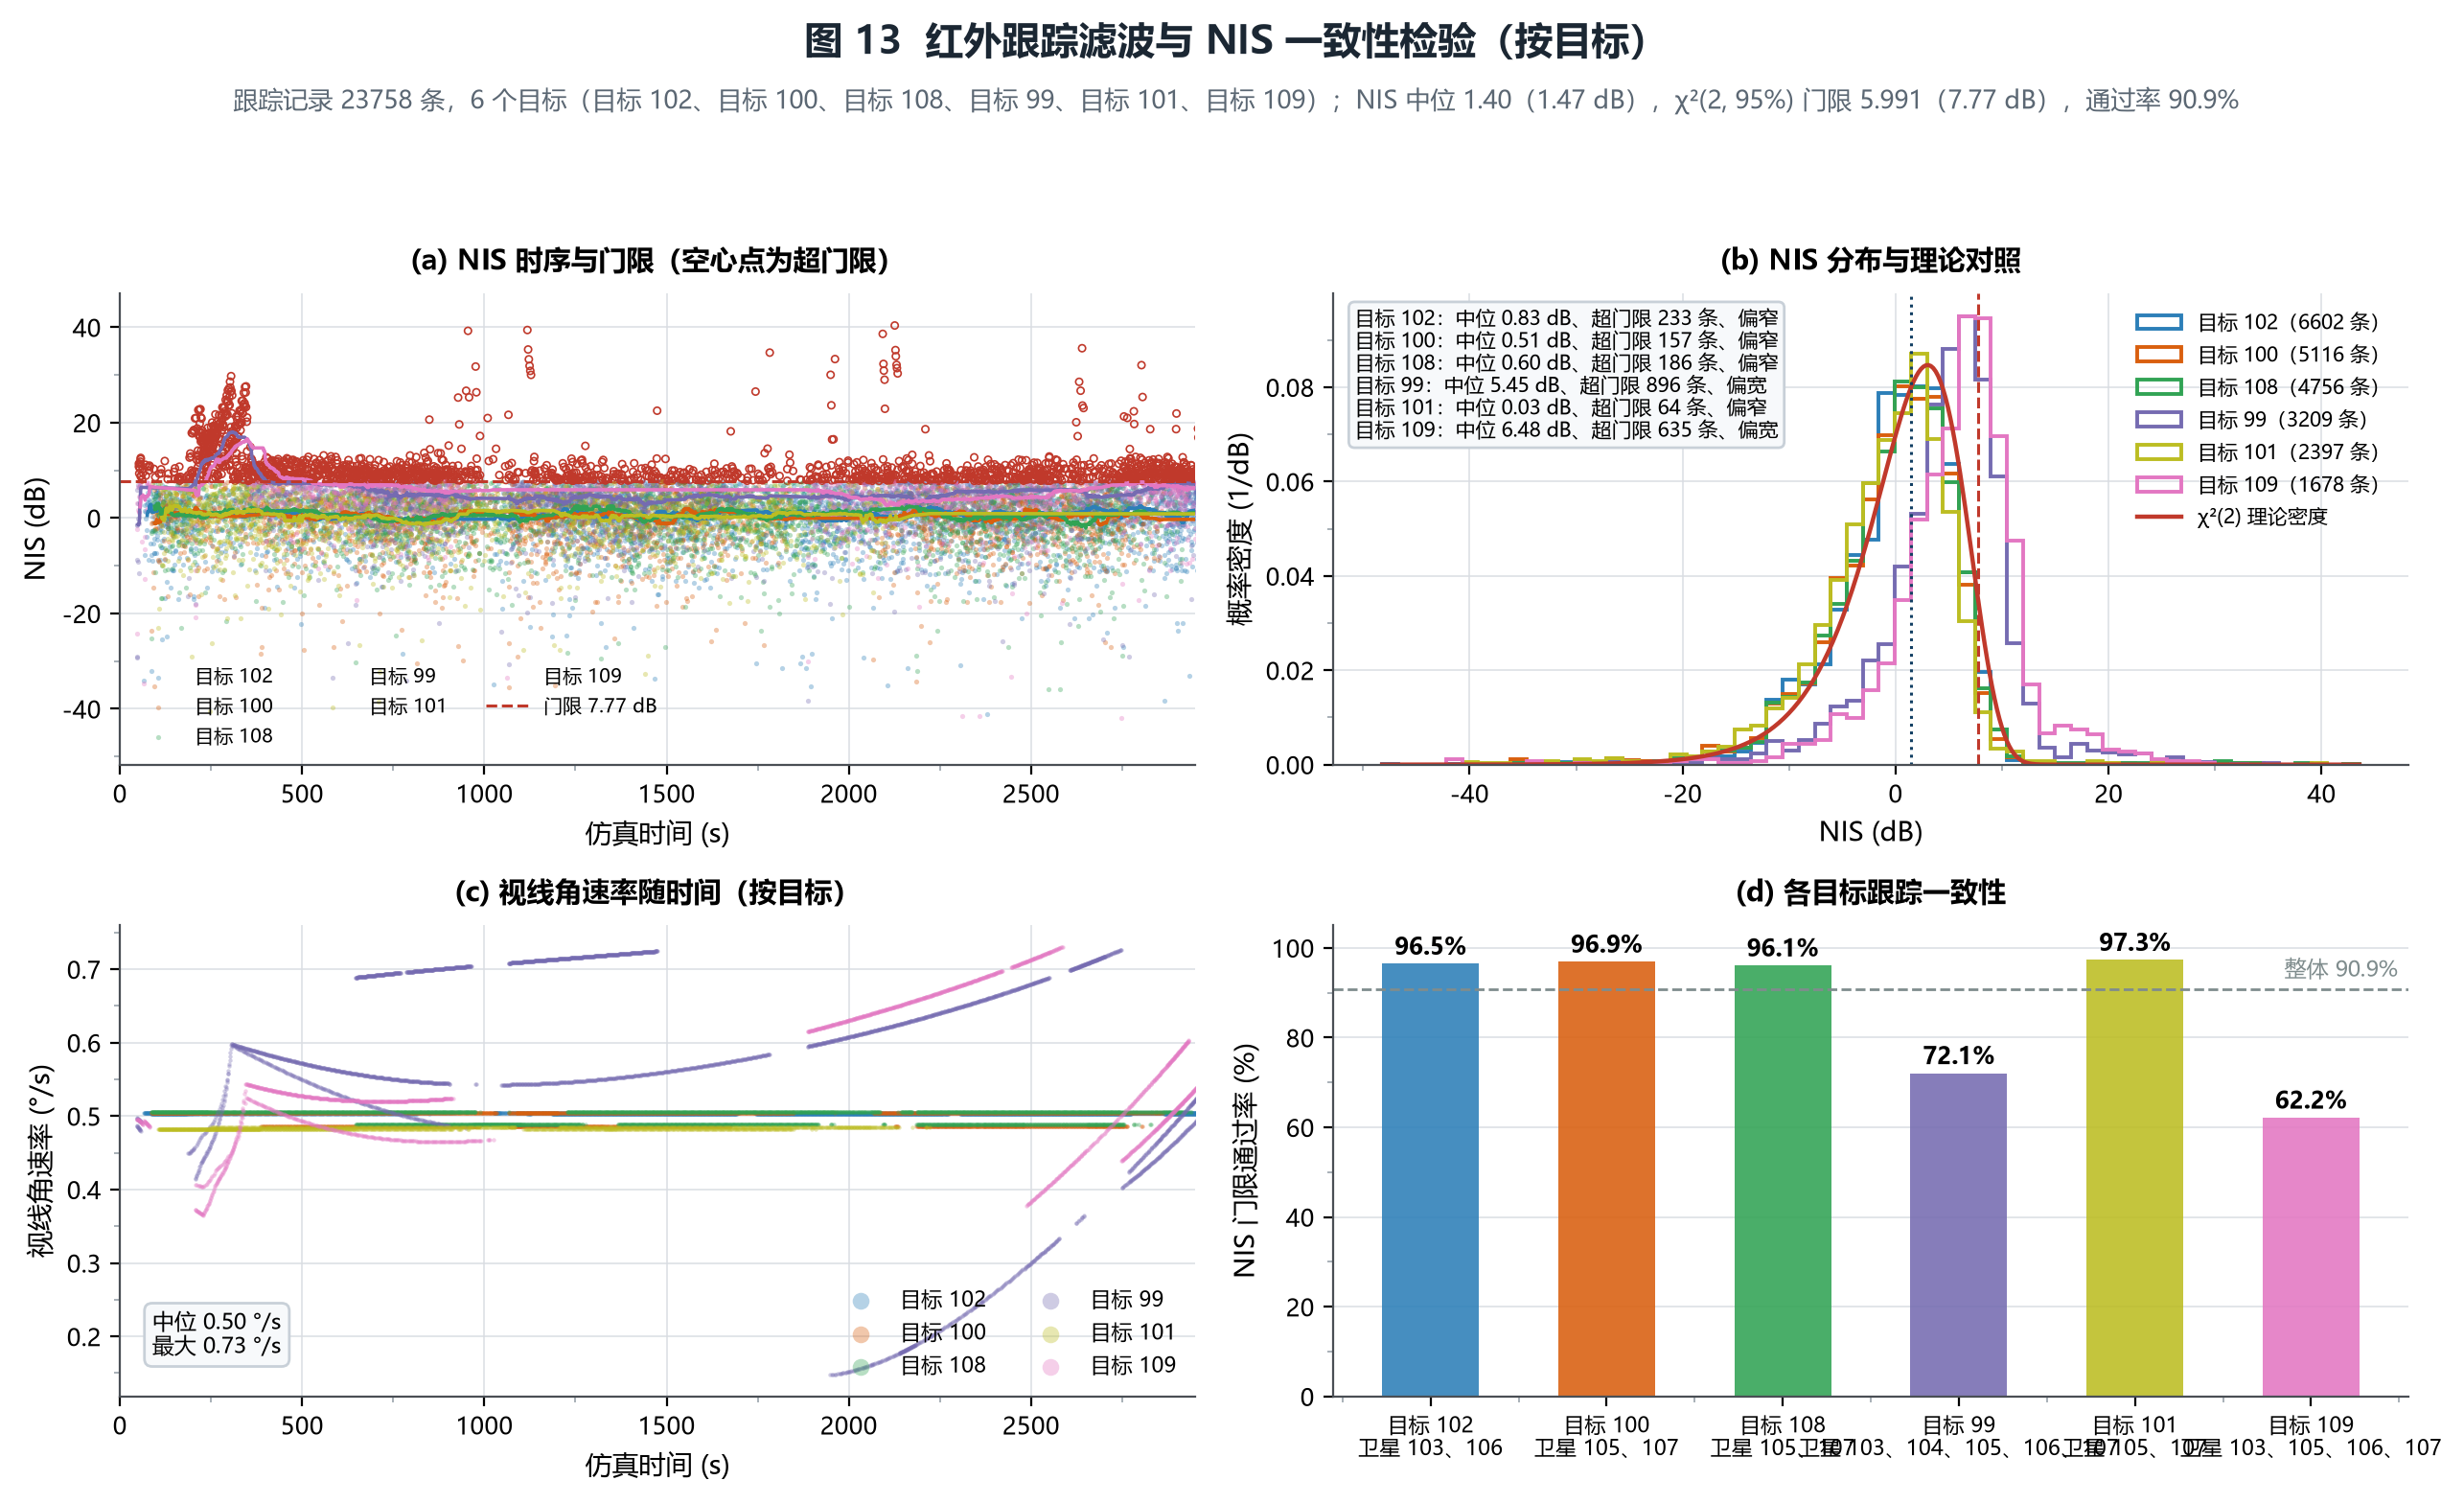 图 13 红外跟踪滤波与 NIS 一致性检验（按目标）
跟踪记录 23758 条，6 个目标（目标 102、目标 100、目标 108、目标 99、目标 101、目标 109）；NIS 中位 1.40（1.47 dB），χ²(2, 95%) 门限 5.991（7.77 dB），通过率 90.9%
(a) NIS 时序与门限（空心点为超门限）
NIS (dB)
40
20
0
-20
-40
目标 102
目标 100
目标 108
目标 99
目标 101
目标 109
门限 7.77 dB
0
500
1000
1500
2000
2500
仿真时间 (s)
(b) NIS 分布与理论对照
概率密度 (1/dB)
0.08
0.06
0.04
0.02
0.00
目标 102：中位 0.83 dB、超门限 233 条、偏窄
目标 100：中位 0.51 dB、超门限 157 条、偏窄
目标 108：中位 0.60 dB、超门限 186 条、偏窄
目标 99：中位 5.45 dB、超门限 896 条、偏宽
目标 101：中位 0.03 dB、超门限 64 条、偏窄
目标 109：中位 6.48 dB、超门限 635 条、偏宽
目标 102（6602 条）
目标 100（5116 条）
目标 108（4756 条）
目标 99（3209 条）
目标 101（2397 条）
目标 109（1678 条）
χ²(2) 理论密度
-40
-20
0
20
40
NIS (dB)
(c) 视线角速率随时间（按目标）
视线角速率 (°/s)
0.7
0.6
0.5
0.4
0.3
0.2
中位 0.50 °/s
最大 0.73 °/s
目标 102
目标 100
目标 108
目标 99
目标 101
目标 109
0
500
1000
1500
2000
2500
仿真时间 (s)
(d) 各目标跟踪一致性
NIS 门限通过率 (%)
100
80
60
40
20
0
96.5%
96.9%
96.1%
72.1%
97.3%
62.2%
整体 90.9%
目标 102
卫星 103、106
目标 100
卫星 105、107
目标 108
卫星 105、107
目标 99
卫星 103、104、105、106、107
目标 101
卫星 105、107
目标 109
卫星 103、105、106、107